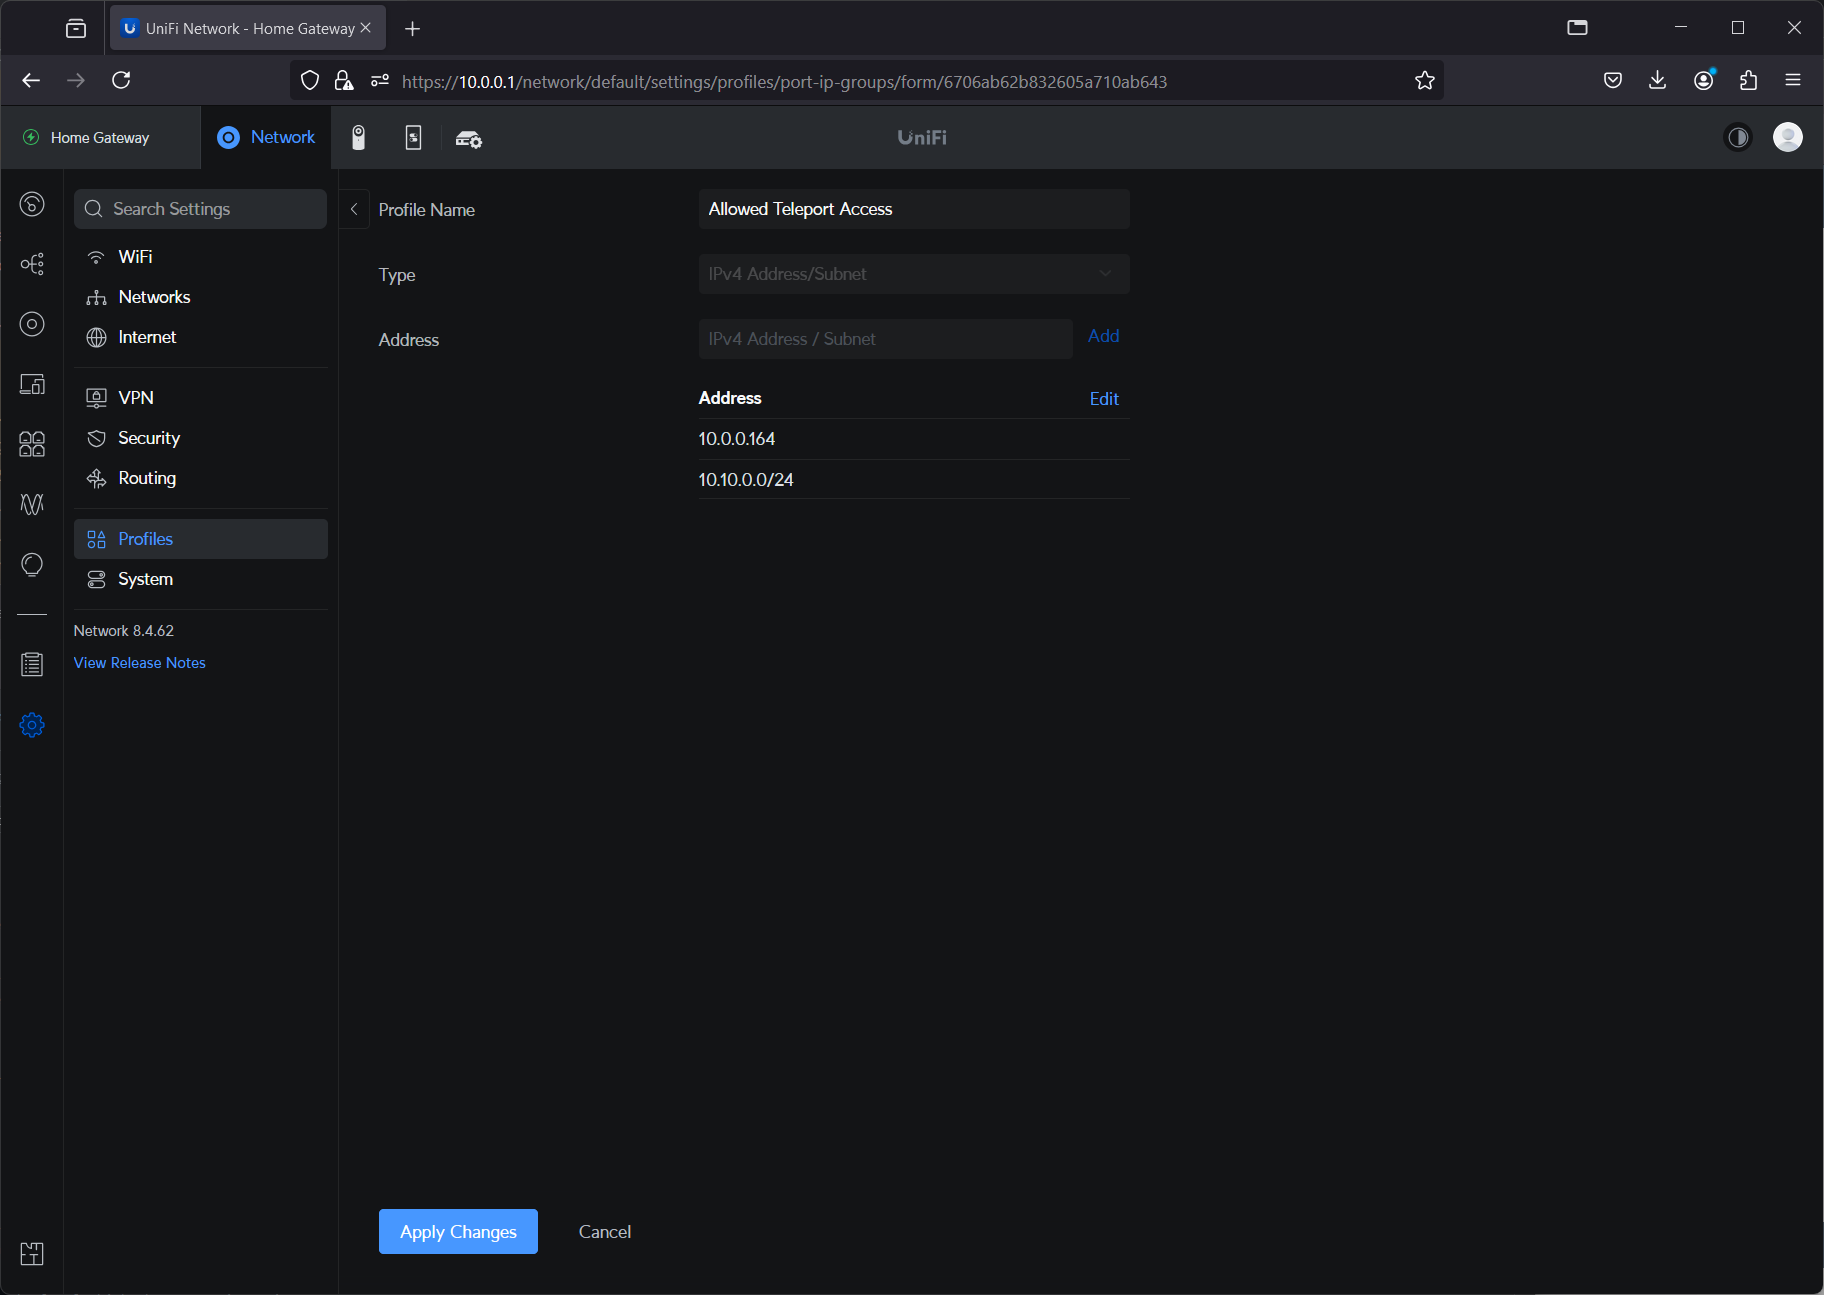 UniFi Network - Home Gateway
https://10.0.0.1/network/default/settings/profiles/port-ip-groups/form/6706ab62b832605a710ab643
Home Gateway
Network
UniFi
Search Settings
WiFi
Networks
Internet
VPN
Security
Routing
Profiles
System
Network 8.4.62
View Release Notes
Profile Name
Allowed Teleport Access
Type
IPv4 Address/Subnet
Address
IPv4 Address / Subnet
Add
Address
Edit
10.0.0.164
10.10.0.0/24
Apply Changes
Cancel